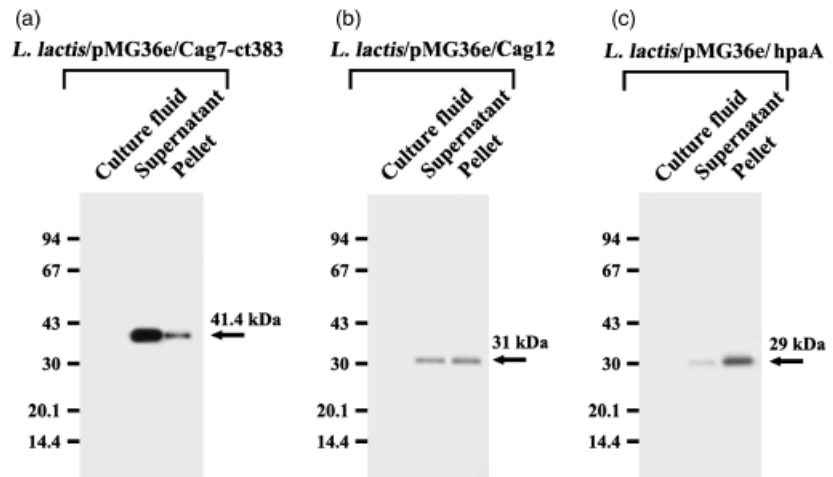 (a)
L. lactis/pMG36e/Cag7-ct383
Culture fluid
Supernatant
Pellet
94
67
43
30
20.1
14.4
41.4 kDa
(b)
L. lactis/pMG36e/Cag12
Culture fluid
Supernatant
Pellet
94
67
43
30
20.1
14.4
31 kDa
(c)
L. lactis/pMG36e/hpaA
Culture fluid
Supernatant
Pellet
94
67
43
30
20.1
14.4
29 kDa